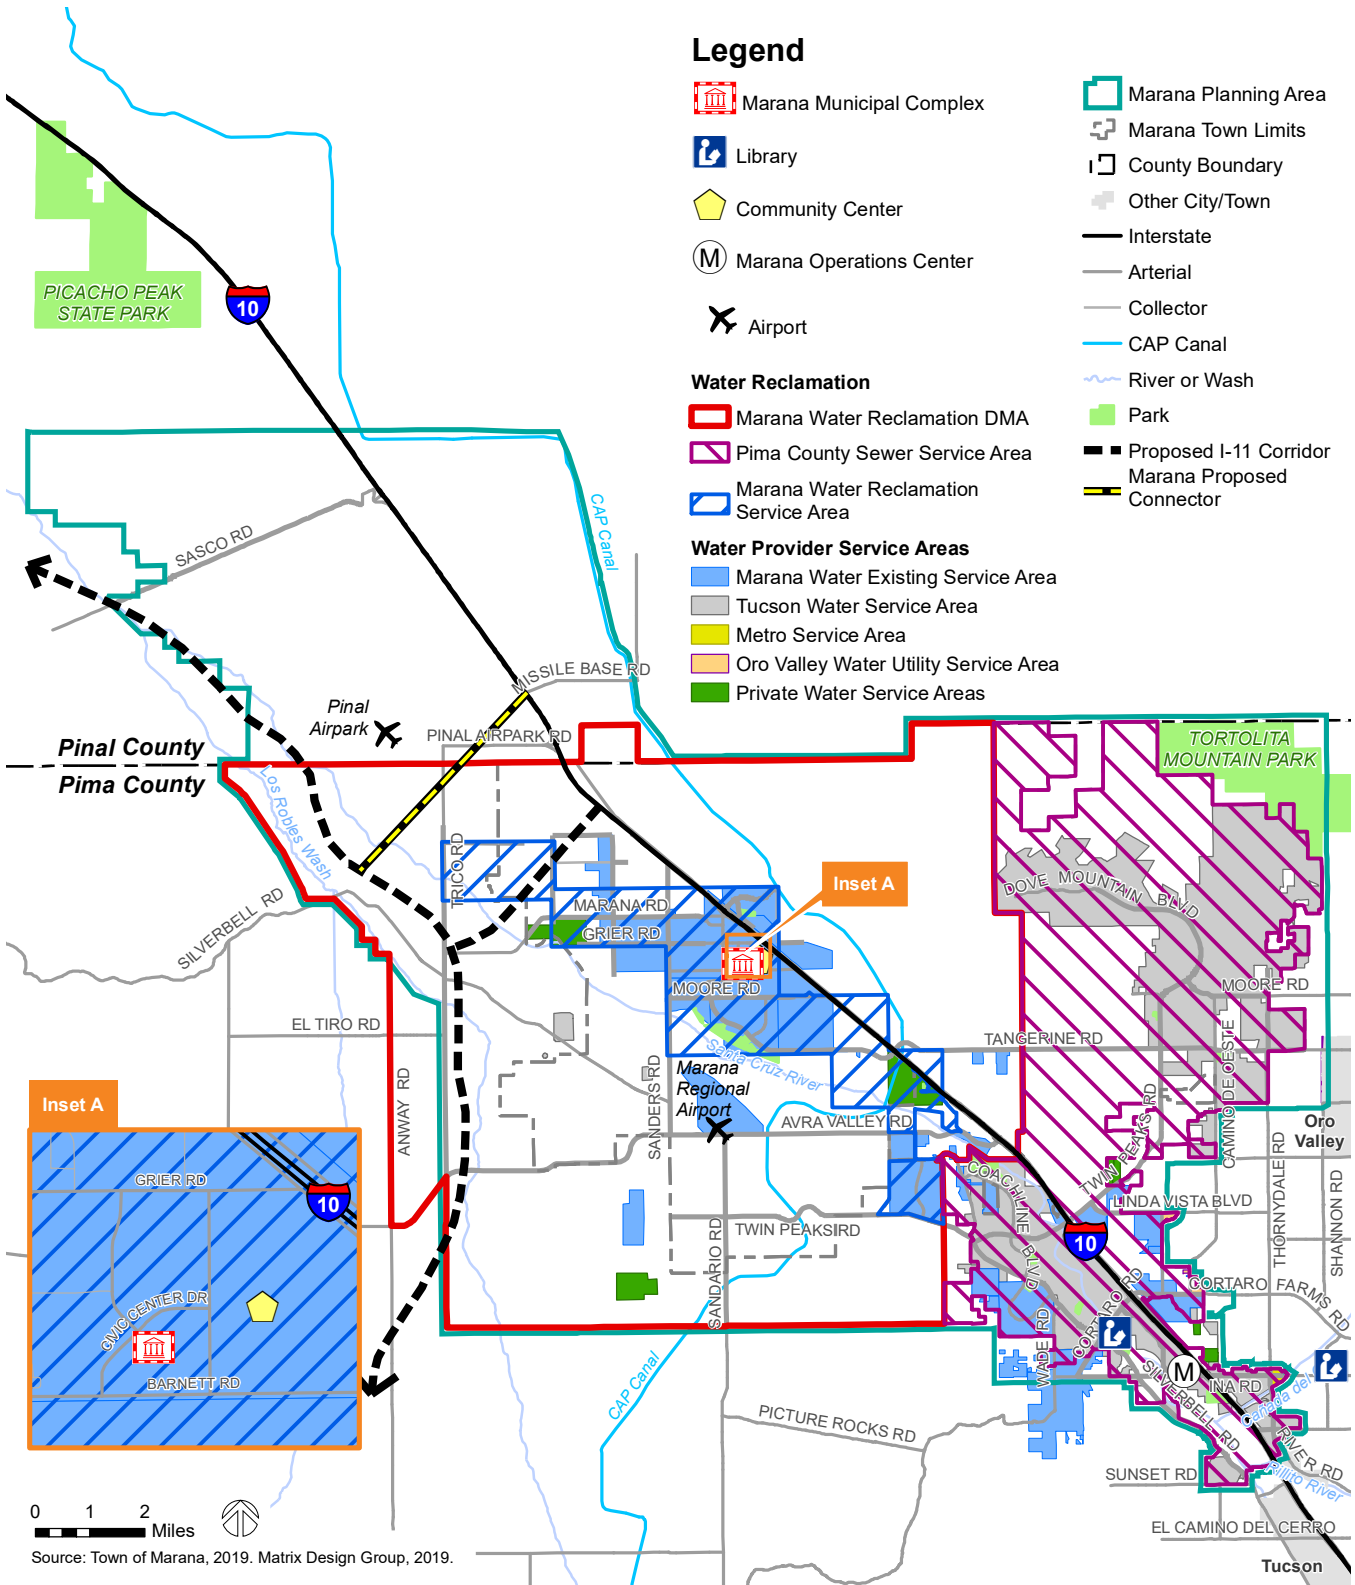 Legend
Marana Municipal Complex
Library
Community Center
M
Marana Operations Center
Airport
Water Reclamation
Marana Water Reclamation DMA
Pima County Sewer Service Area
Marana Water Reclamation
Service Area
Water Provider Service Areas
Marana Water Existing Service Area
Tucson Water Service Area
Metro Service Area
Oro Valley Water Utility Service Area
Private Water Service Areas
Marana Planning Area
Marana Town Limits
County Boundary
Other City/Town
Interstate
Arterial
Collector
CAP Canal
River or Wash
Park
Proposed I-11 Corridor
Marana Proposed
Connector
PICACHO PEAK
STATE PARK
10
SASCO RD
CAP Canal
MISSILE BASE RD
Pinal
Airpark
PINAL AIRPARK RD
Pinal County
Pima County
TORTOLITA
MOUNTAIN PARK
Los Robles Wash
TRICO RD
Inset A
DOVE MOUNTAIN BLVD
MARANA RD
GRIER RD
SILVERBELL RD
MOORE RD
MOORE RD
EL TIRO RD
TANGERINE RD
Santa Cruz River
Marana
Regional
Airport
SANDERS RD
ANWAY RD
AVRA VALLEY RD
CAMINO DE OESTE
Oro
Valley
TWIN PEAKS RD
COACHLINE BLVD
LINDA VISTA BLVD
THORNYDALE RD
SHANNON RD
TWIN PEAKS RD
SANDARIO RD
10
CORTARO FARMS RD
CORTARO RD
WADE RD
M
SILVERBELL RD
INA RD
Cañada del
RIVER RD
Rillito River
CAP Canal
PICTURE ROCKS RD
SUNSET RD
EL CAMINO DEL CERRO
Tucson
Inset A
GRIER RD
10
CIVIC CENTER DR
BARNETT RD
0 1 2
Miles
Source: Town of Marana, 2019. Matrix Design Group, 2019.